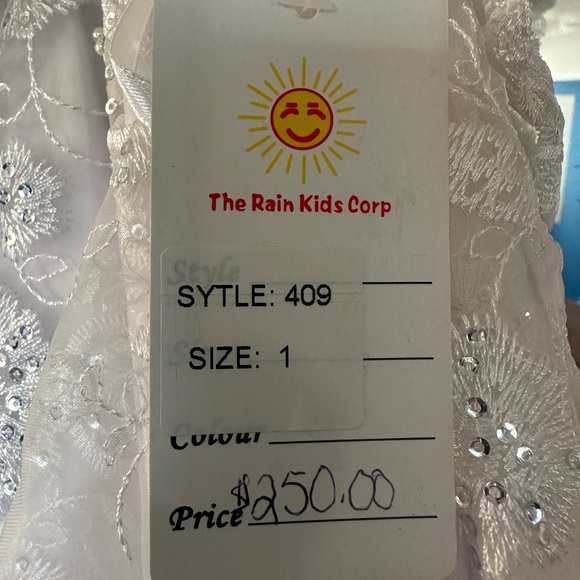 The Rain Kids Corp
Style
SYTLE: 409
SIZE: 1
Colour
Price $250.00